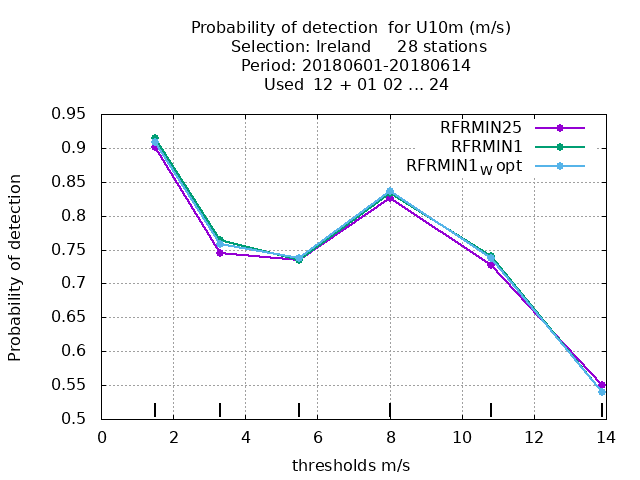 Probability of detection  for U10m (m/s)
Selection: Ireland     28 stations
Period: 20180601-20180614
Used  12 + 01 02 ... 24
RFRMIN25
RFRMIN1
RFRMIN1W opt
Probability of detection
0.95
0.9
0.85
0.8
0.75
0.7
0.65
0.6
0.55
0.5
0 2 4 6 8 10 12 14
thresholds m/s